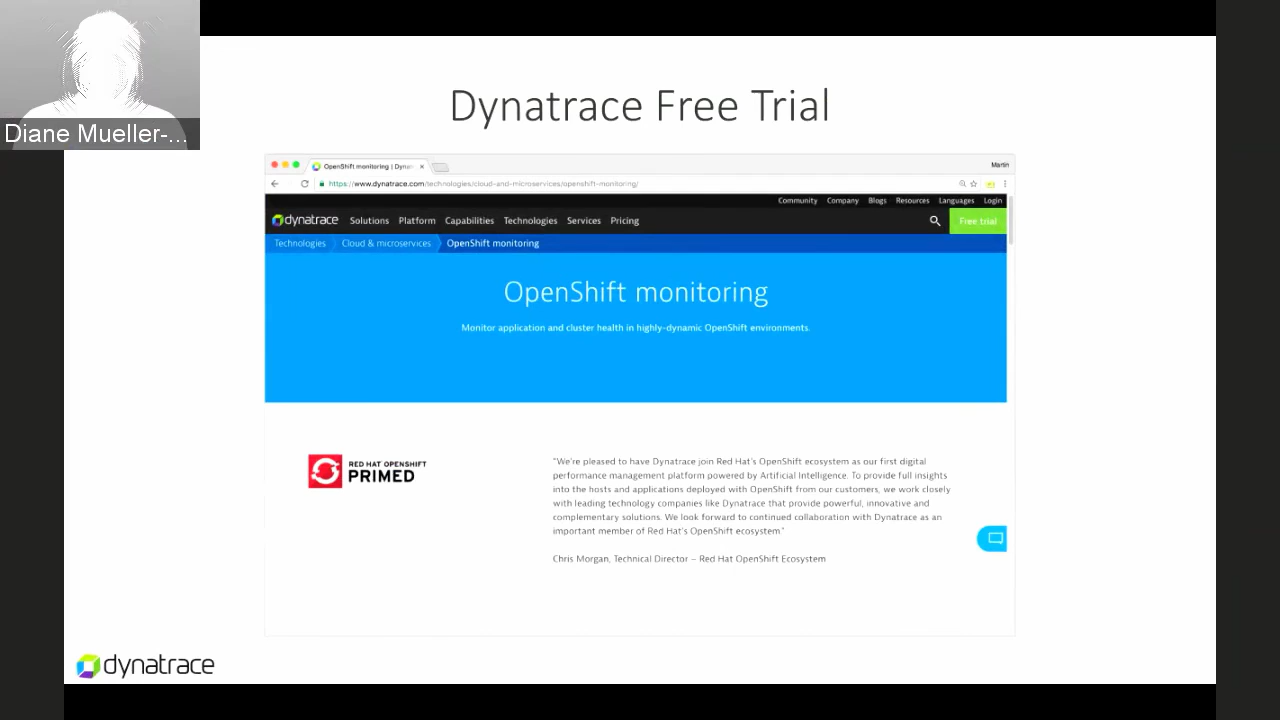 Diane Mueller-...
Dynatrace Free Trial
OpenShift monitoring | Dyna
Martin
https://www.dynatrace.com/technologies/cloud-and-microservices/openshift-monitoring/
Community Company Blogs Resources Languages Login
dynatrace Solutions Platform Capabilities Technologies Services Pricing Free trial
Technologies Cloud & microservices OpenShift monitoring
OpenShift monitoring
Monitor application and cluster health in highly-dynamic OpenShift environments.
RED HAT OPENSHIFT
PRIMED
"We're pleased to have Dynatrace join Red Hat's OpenShift ecosystem as our first digital
performance management platform powered by Artificial Intelligence. To provide full insights
into the hosts and applications deployed with OpenShift from our customers, we work closely
with leading technology companies like Dynatrace that provide powerful, innovative and
complementary solutions. We look forward to continued collaboration with Dynatrace as an
important member of Red Hat's OpenShift ecosystem"
Chris Morgan, Technical Director – Red Hat OpenShift Ecosystem
dynatrace